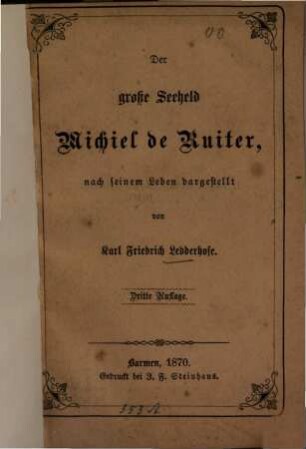 Der
große Seeheld
Michiel de Ruiter,
nach seinem Leben dargestellt
von
Karl Friedrich Ledderhose.
Dritte Auflage.
Barmen, 1870.
Gedruckt bei J. F. Steinhaus.